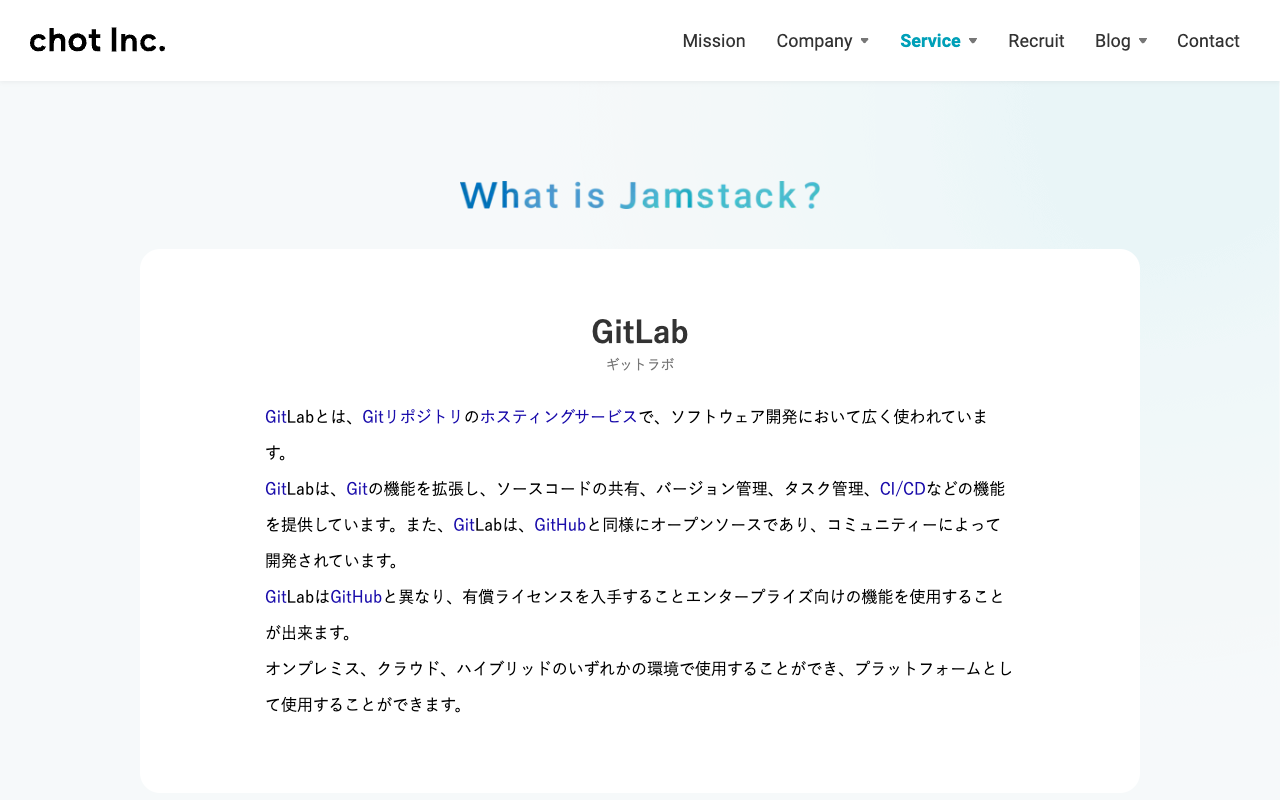 chot Inc.
Mission
Company
Service
Recruit
Blog
Contact
What is Jamstack?
GitLab
ギットラボ
GitLabとは、Gitリポジトリのホスティングサービスで、ソフトウェア開発において広く使われていま
す。
GitLabは、Gitの機能を拡張し、ソースコードの共有、バージョン管理、タスク管理、CI/CDなどの機能
を提供しています。また、GitLabは、GitHubと同様にオープンソースであり、コミュニティーによって
開発されています。
GitLabはGitHubと異なり、有償ライセンスを入手することエンタープライズ向けの機能を使用すること
が出来ます。
オンプレミス、クラウド、ハイブリッドのいずれかの環境で使用することができ、プラットフォームとし
て使用することができます。